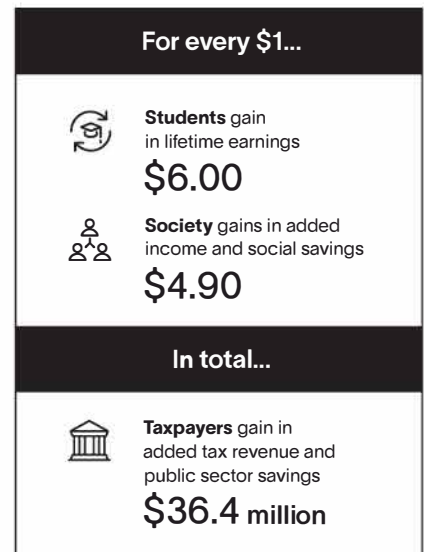 For every $1...
Students gain
in lifetime earnings
$6.00
Society gains in added
income and social savings
$4.90
In total...
Taxpayers gain in
added tax revenue and
public sector savings
$36.4 million